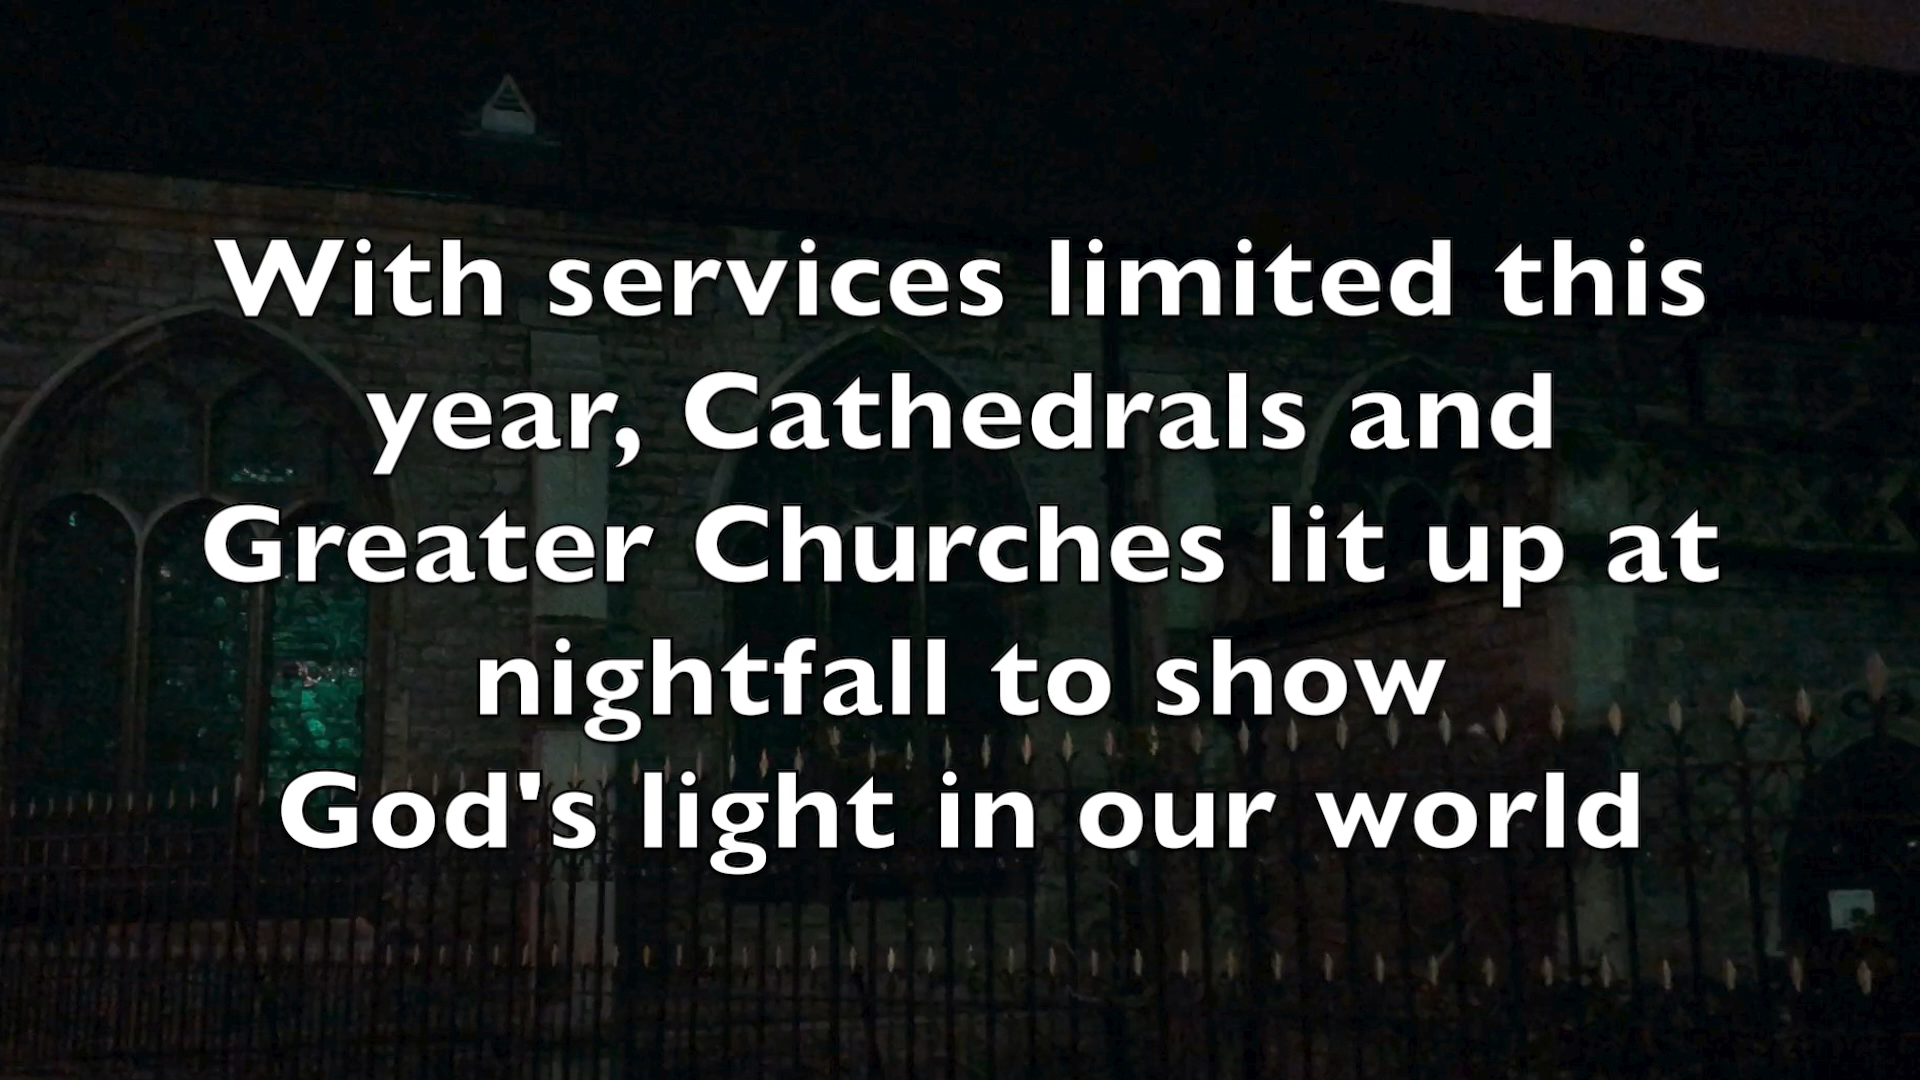 With services limited this
year, Cathedrals and
Greater Churches lit up at
nightfall to show
God's light in our world